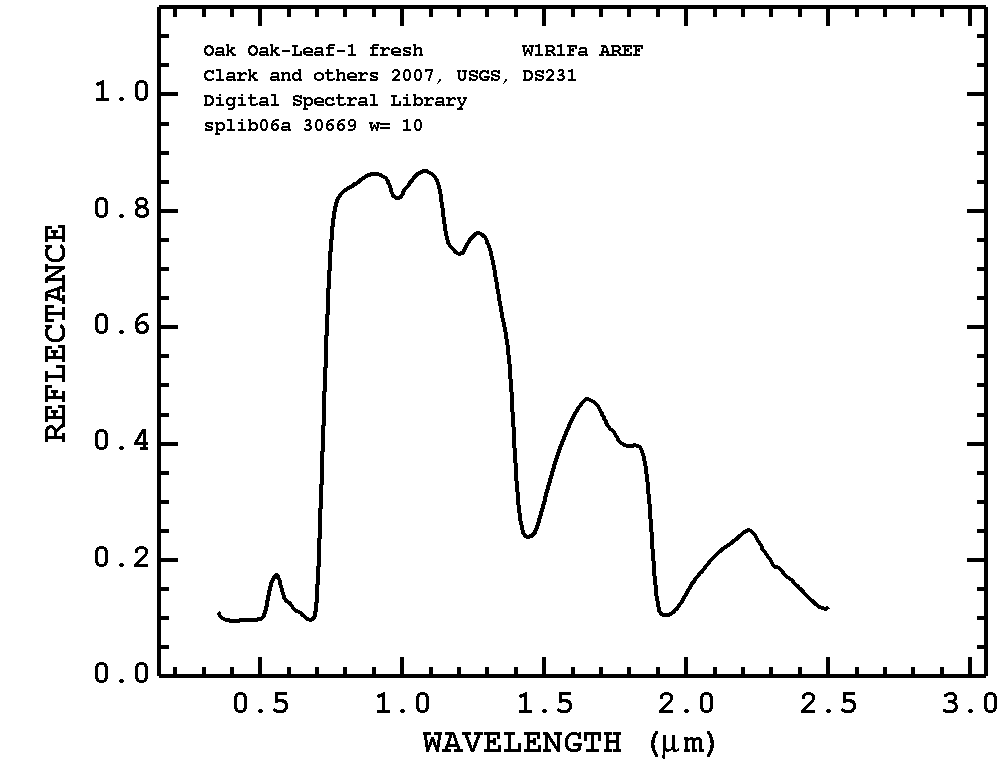 Oak Oak-Leaf-1 fresh W1R1Fa AREF
Clark and others 2007, USGS, DS231
Digital Spectral Library
splib06a 30669 w= 10
REFLECTANCE
1.0
0.8
0.6
0.4
0.2
0.0
0.5 1.0 1.5 2.0 2.5 3.0
WAVELENGTH (μm)